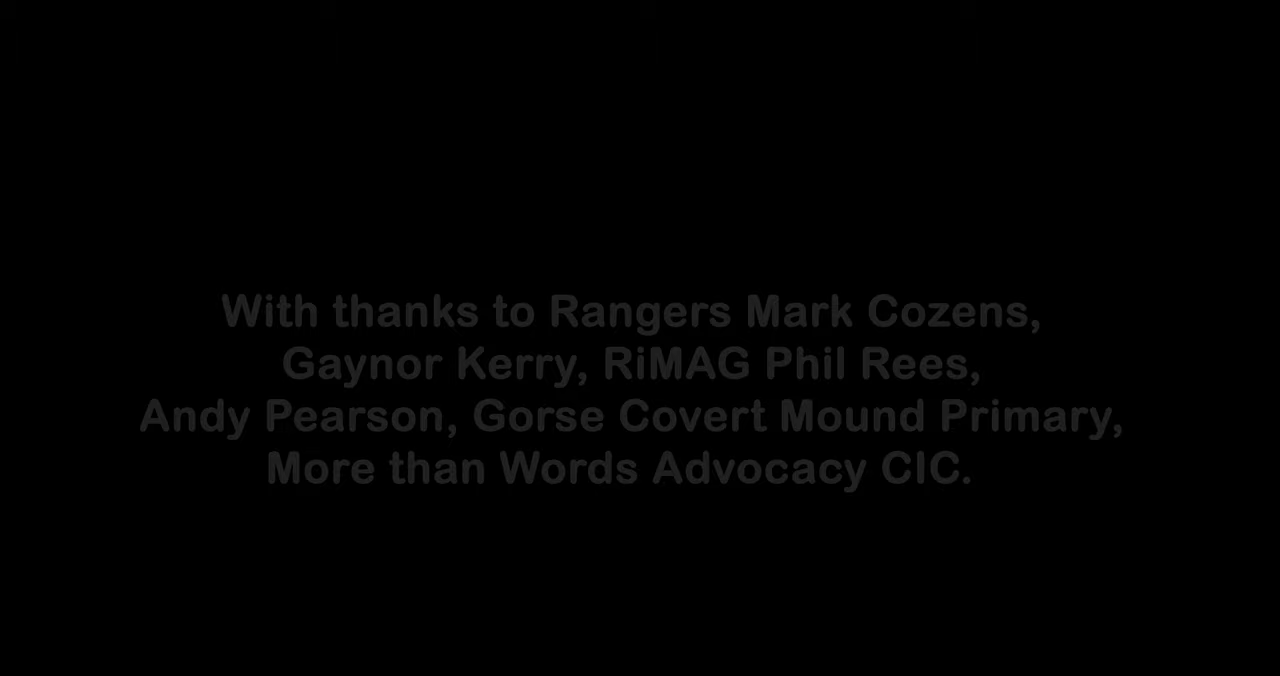 With thanks to Rangers Mark Cozens,
Gaynor Kerry, RiMAG Phil Rees,
Andy Pearson, Gorse Covert Mound Primary,
More than Words Advocacy CIC.